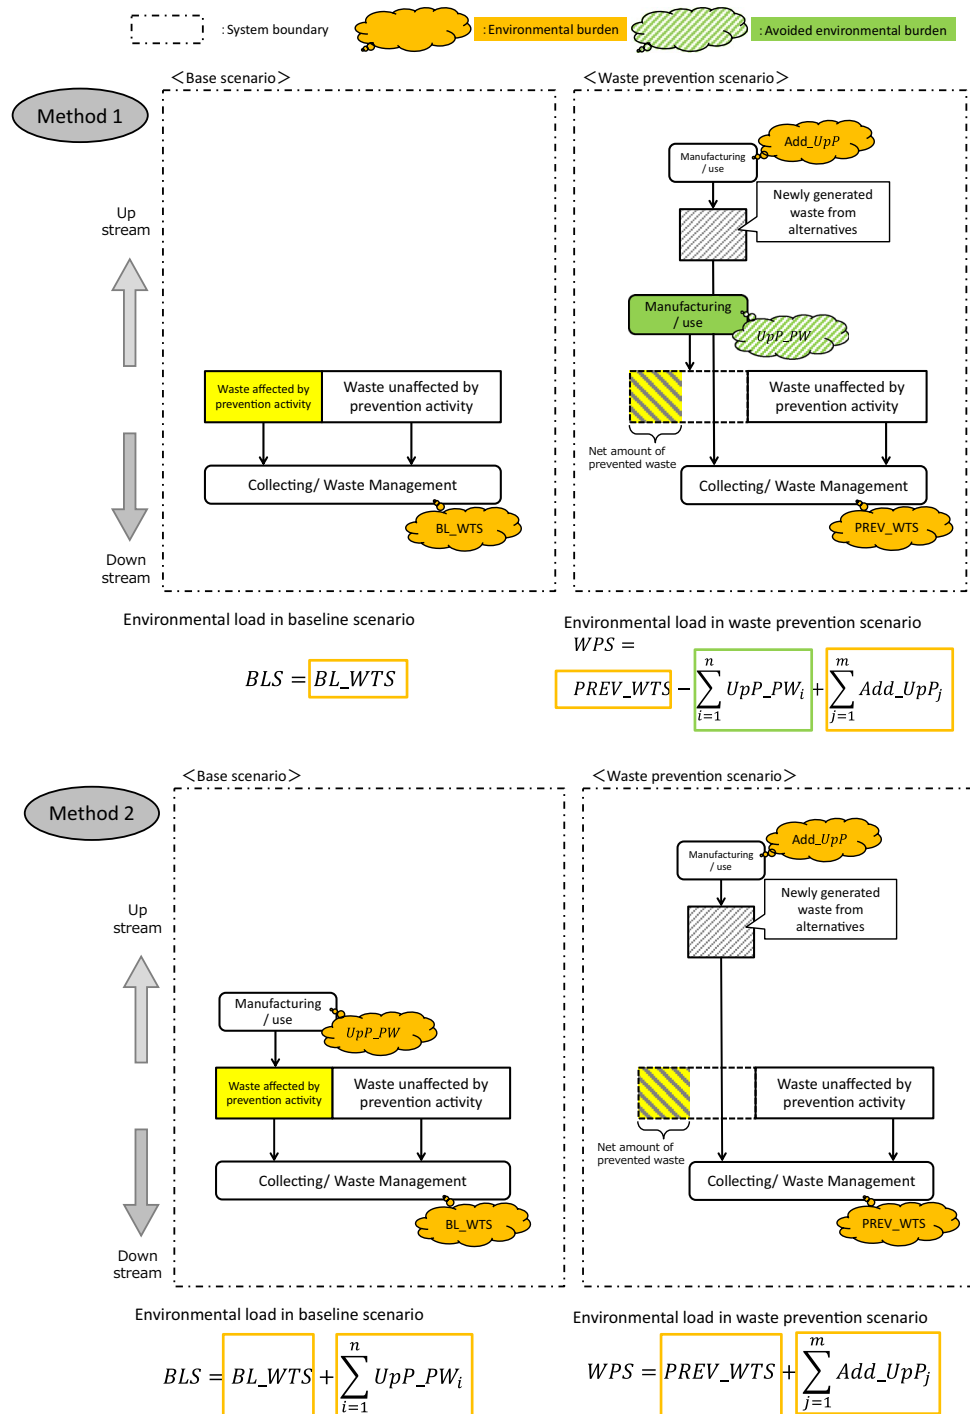 : System boundary
: Environmental burden
: Avoided environmental burden
<Base scenario>
<Waste prevention scenario>
Method 1
Add_UpP
Manufacturing
/ use
Newly generated
waste from
alternatives
Up
stream
Manufacturing
/ use
UpP_PW
Waste affected by
prevention activity
Waste unaffected by
prevention activity
Waste unaffected by
prevention activity
Net amount of
prevented waste
Collecting/ Waste Management
Collecting/ Waste Management
BL_WTS
PREV_WTS
Down
stream
Environmental load in baseline scenario
BLS = BL_WTS
Environmental load in waste prevention scenario
WPS =
PREV_WTS − ∑_{i=1}^{n} UpP_PW_i + ∑_{j=1}^{m} Add_UpP_j
<Base scenario>
<Waste prevention scenario>
Method 2
Add_UpP
Manufacturing
/ use
Newly generated
waste from
alternatives
Up
stream
Manufacturing
/ use
UpP_PW
Waste affected by
prevention activity
Waste unaffected by
prevention activity
Waste unaffected by
prevention activity
Net amount of
prevented waste
Collecting/ Waste Management
Collecting/ Waste Management
BL_WTS
PREV_WTS
Down
stream
Environmental load in baseline scenario
BLS = BL_WTS + ∑_{i=1}^{n} UpP_PW_i
Environmental load in waste prevention scenario
WPS = PREV_WTS + ∑_{j=1}^{m} Add_UpP_j